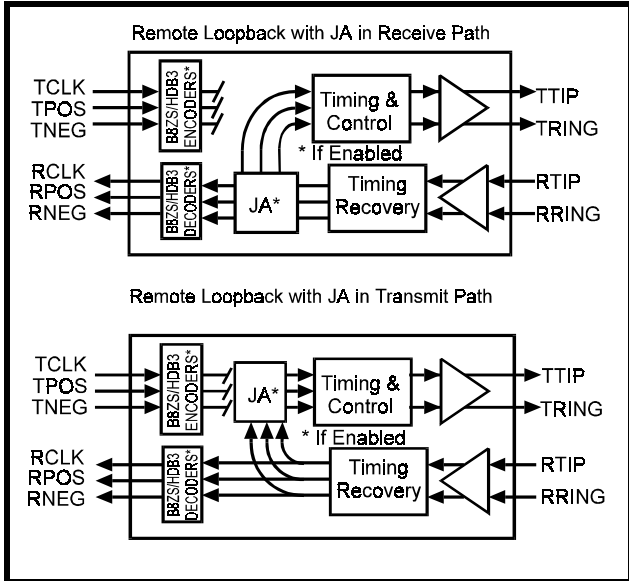 Remote Loopback with JA in Receive Path
TCLK
TPOS
TNEG
B8ZS/HDB3
ENCODERS*
Timing &
Control
TTIP
TRING
* If Enabled
RCLK
RPOS
RNEG
B8ZS/HDB3
DECODERS*
JA*
Timing
Recovery
RTIP
RRING
Remote Loopback with JA in Transmit Path
TCLK
TPOS
TNEG
B8ZS/HDB3
ENCODERS*
JA*
Timing &
Control
TTIP
TRING
* If Enabled
RCLK
RPOS
RNEG
B8ZS/HDB3
DECODERS*
Timing
Recovery
RTIP
RRING